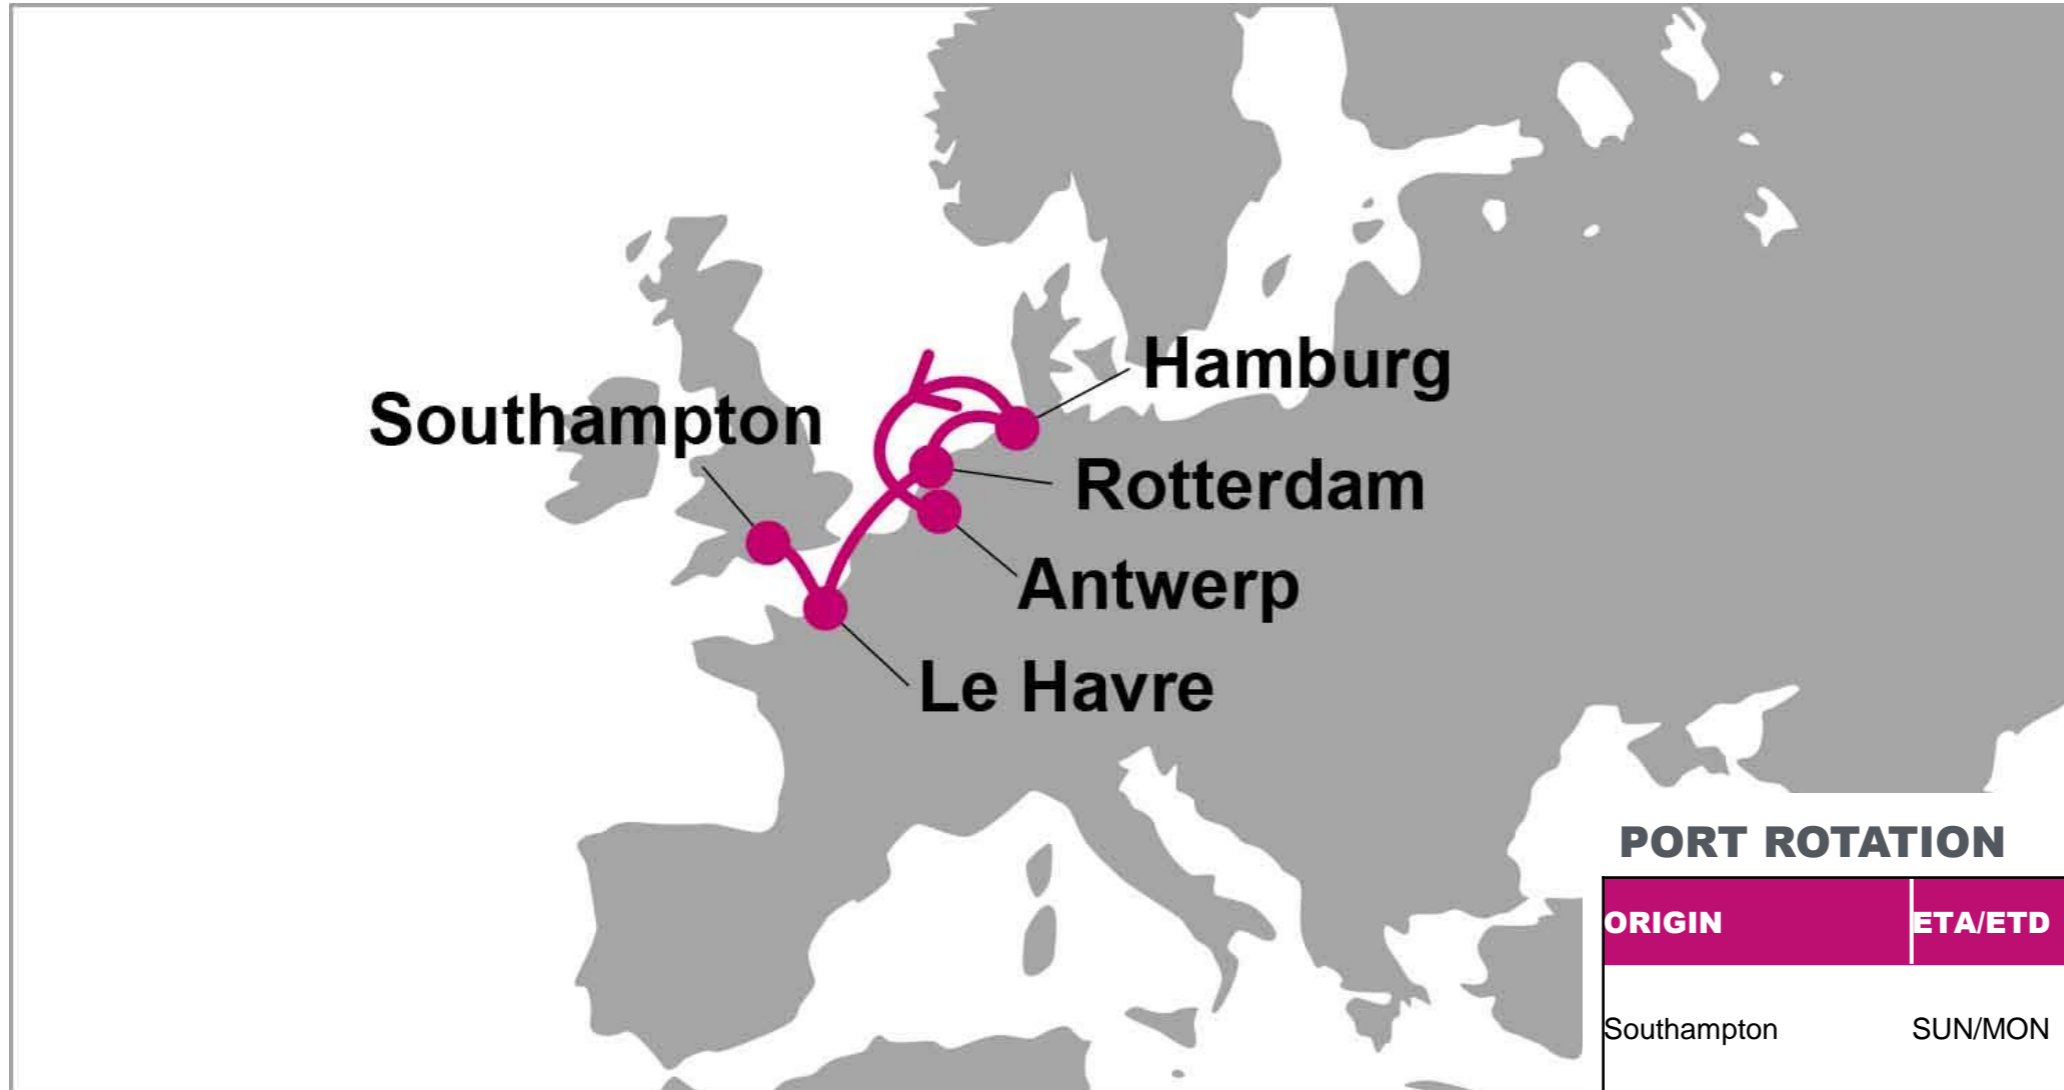 Hamburg
Southampton
Rotterdam
Antwerp
Le Havre
PORT ROTATION
ORIGIN ETA/ETD
Southampton SUN/MON